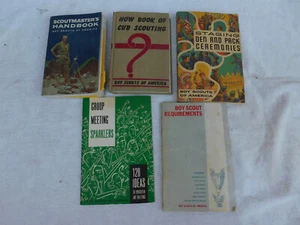 SCOUTMASTER'S
HANDBOOK
BOY SCOUTS OF AMERICA
HOW BOOK OF
CUB SCOUTING
?
BOY SCOUTS OF AMERICA
STAGING
DEN AND PACK
CEREMONIES
BOY SCOUTS
OF AMERICA
GROUP
MEETING
SPARKLERS
120
IDEAS
BOY SCOUT
REQUIREMENTS